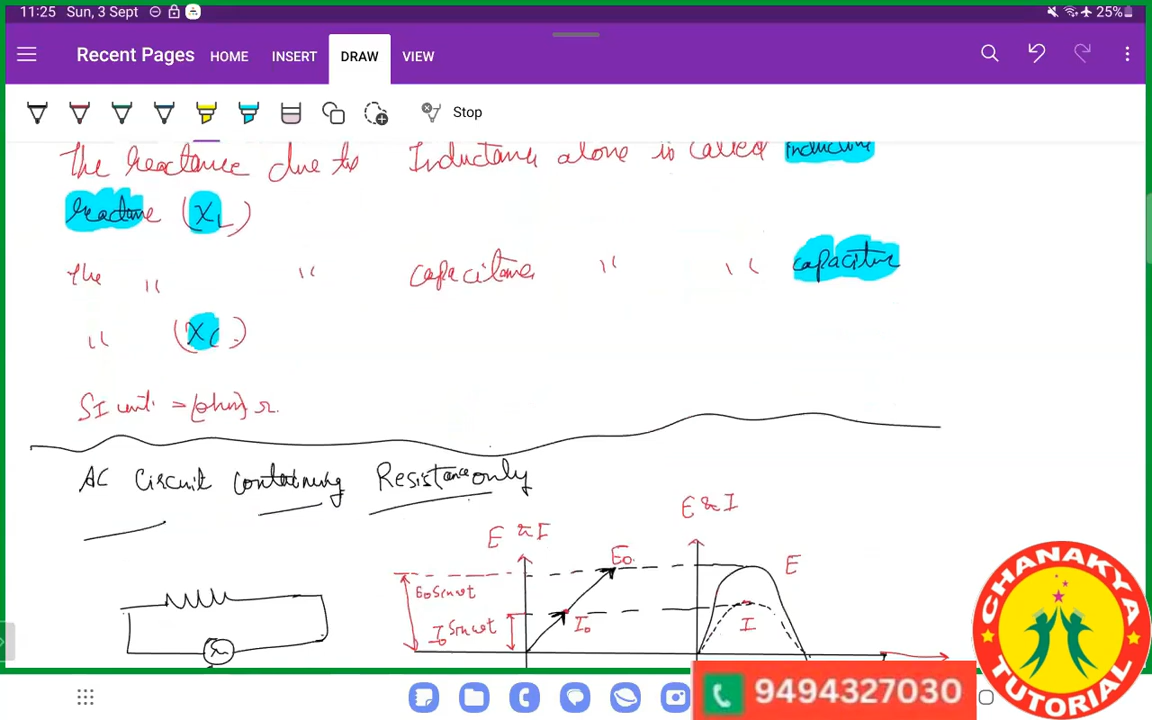 11:25 Sun, 3 Sept
25%
Recent Pages HOME INSERT DRAW VIEW
Stop
The Reactance due to Inductance alone is called Inductive
Reactance (XL)
The " " capacitance " " capacitive
" (XC)
SI unit = (ohm) Ω
AC Circuit containing Resistance only
E & I
E & I
E0
E
E0 sin ωt
I0
I0 sin ωt
I
9494327030
CHANAKYA
TUTORIAL